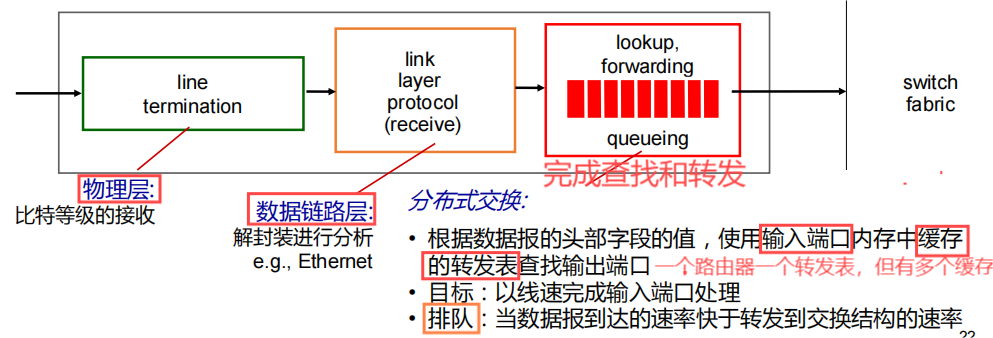 line
termination
link
layer
protocol
(receive)
lookup,
forwarding
queueing
switch
fabric
完成查找和转发
物理层:
比特等级的接收
数据链路层:
解封装进行分析
e.g., Ethernet
分布式交换:
• 根据数据报的头部字段的值，使用输入端口内存中缓存
的转发表查找输出端口 一个路由器一个转发表，但有多个缓存
• 目标：以线速完成输入端口处理
• 排队：当数据报到达的速率快于转发到交换结构的速率
22